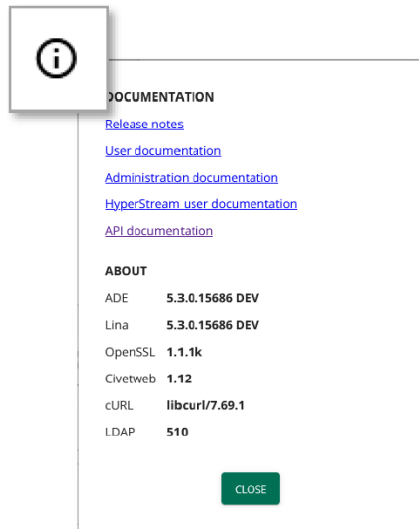 DOCUMENTATION
Release notes
User documentation
Administration documentation
HyperStream user documentation
API documentation
ABOUT
ADE 5.3.0.15686 DEV
Lina 5.3.0.15686 DEV
OpenSSL 1.1.1k
Civetweb 1.12
cURL libcurl/7.69.1
LDAP 510
CLOSE